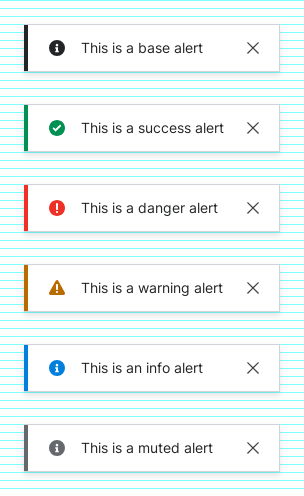 This is a base alert
This is a success alert
This is a danger alert
This is a warning alert
This is an info alert
This is a muted alert